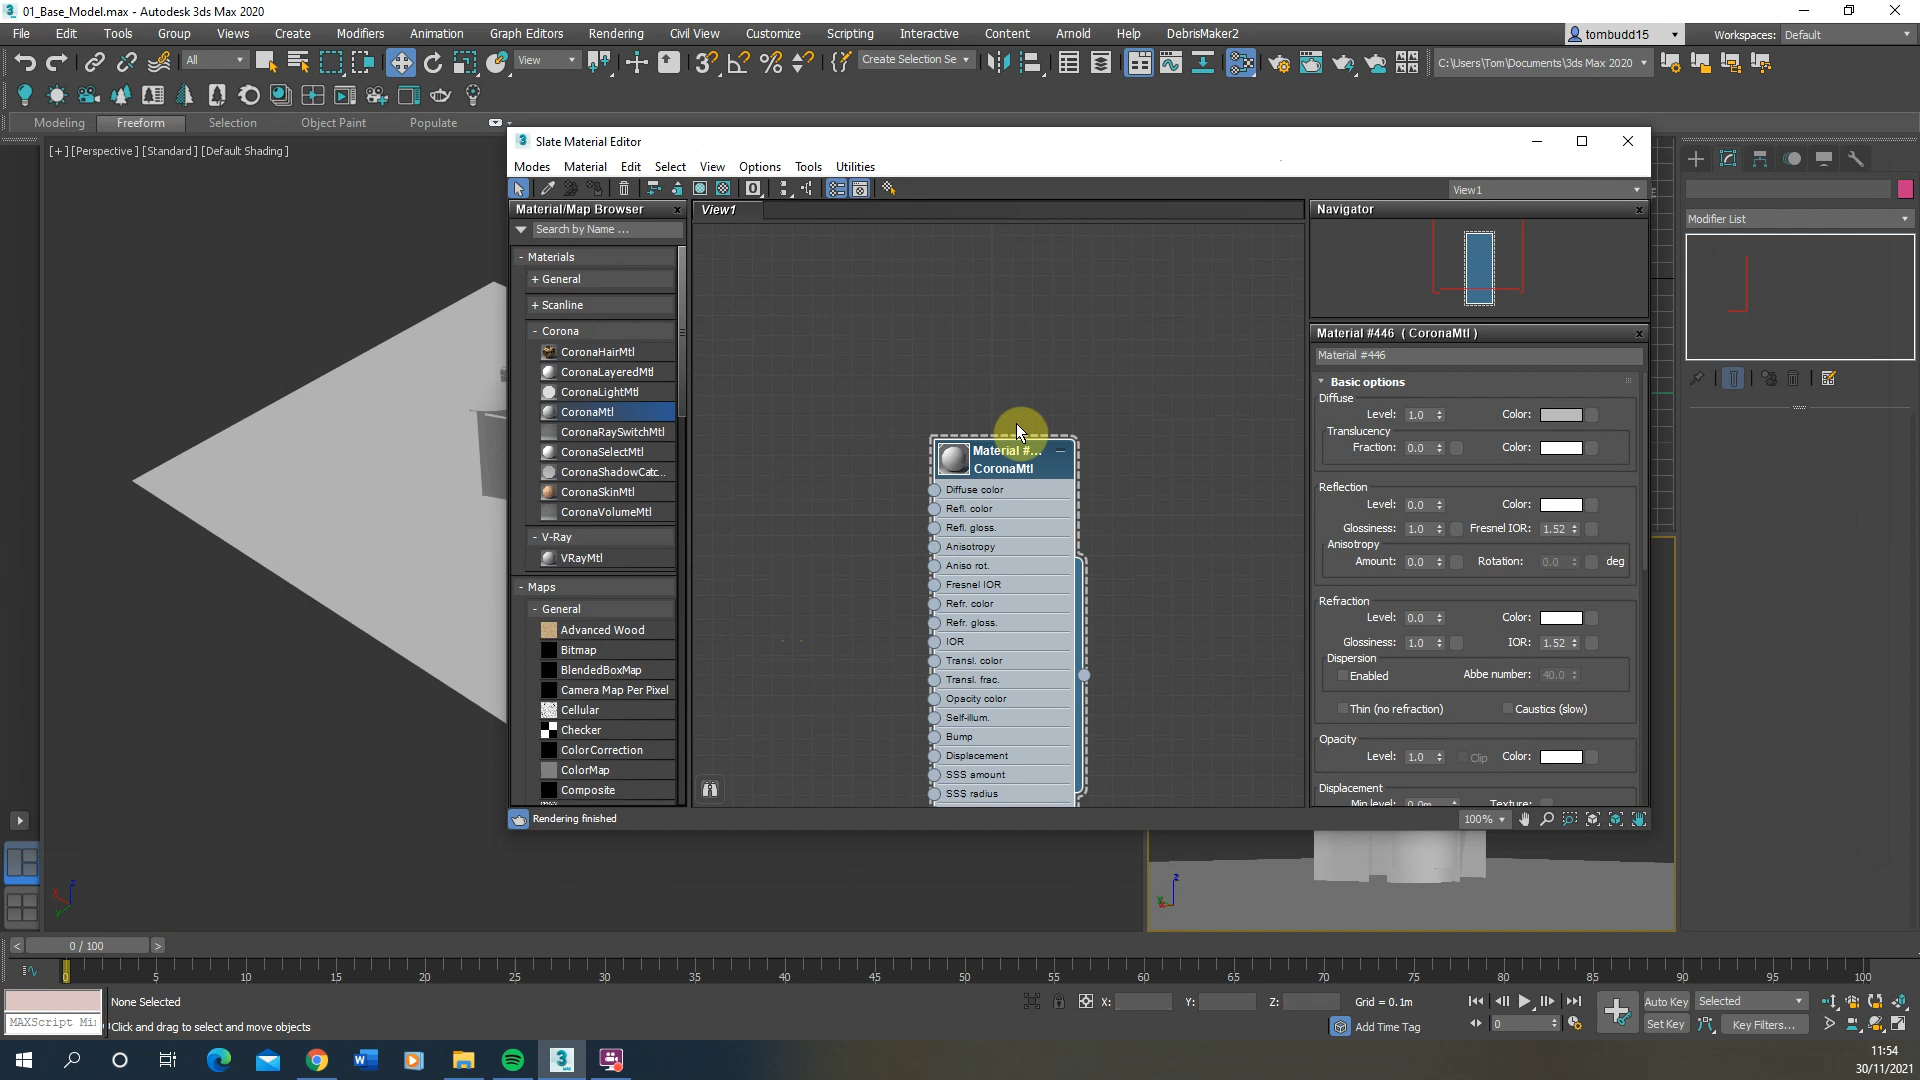 01_Base_Model.max - Autodesk 3ds Max 2020
File Edit Tools Group Views Create Modifiers Animation Graph Editors Rendering Civil View Customize Scripting Interactive Content Arnold Help DebrisMaker2
tombudd15
Workspaces: Default
All
View
Create Selection Se
C:\Users\Tom\Documents\3ds Max 2020
Modeling Freeform Selection Object Paint Populate
[+] [Perspective] [Standard] [Default Shading]
Slate Material Editor
Modes Material Edit Select View Options Tools Utilities
View1
Material/Map Browser
Search by Name ...
- Materials
+ General
+ Scanline
- Corona
CoronaHairMtl
CoronaLayeredMtl
CoronaLightMtl
CoronaMtl
CoronaRaySwitchMtl
CoronaSelectMtl
CoronaShadowCatc...
CoronaSkinMtl
CoronaVolumeMtl
- V-Ray
VRayMtl
- Maps
- General
Advanced Wood
Bitmap
BlendedBoxMap
Camera Map Per Pixel
Cellular
Checker
ColorCorrection
ColorMap
Composite
View1
Material #...
CoronaMtl
Diffuse color
Refl. color
Refl. gloss.
Anisotropy
Aniso rot.
Fresnel IOR
Refr. color
Refr. gloss.
IOR
Transl. color
Transl. frac.
Opacity color
Self-illum.
Bump
Displacement
SSS amount
SSS radius
Navigator
Material #446 ( CoronaMtl )
Material #446
Basic options
Diffuse
Level: 1.0 Color:
Translucency
Fraction: 0.0 Color:
Reflection
Level: 0.0 Color:
Glossiness: 1.0 Fresnel IOR: 1.52
Anisotropy
Amount: 0.0 Rotation: 0.0 deg
Refraction
Level: 0.0 Color:
Glossiness: 1.0 IOR: 1.52
Dispersion
Enabled Abbe number: 40.0
Thin (no refraction) Caustics (slow)
Opacity
Level: 1.0 Clip Color:
Displacement
Min level: 0.0m Texture:
Rendering finished
100%
Modifier List
0 / 100
0 5 10 15 20 25 30 35 40 45 50 55 60 65 70 75 80 85 90 95 100
None Selected
X: Y: Z: Grid = 0.1m
Auto Key Selected
MAXScript Mi
Click and drag to select and move objects
Add Time Tag
0
Set Key Key Filters...
11:54
30/11/2021